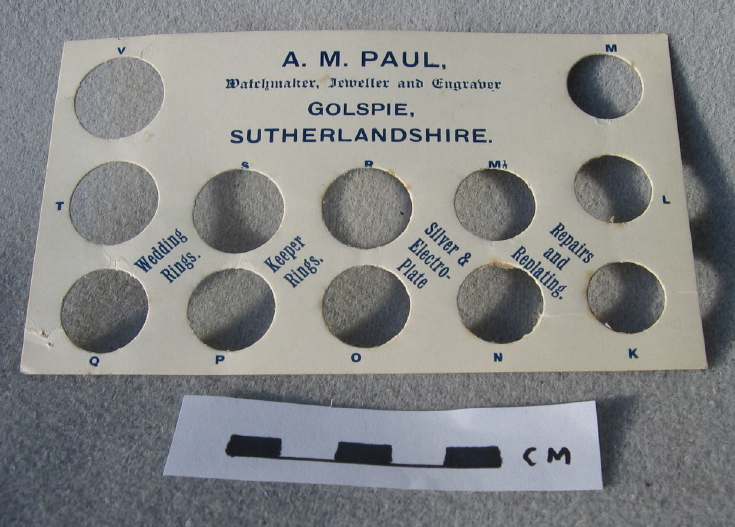 V
A. M. PAUL,
M
Watchmaker, Jeweller and Engraver
GOLSPIE,
SUTHERLANDSHIRE.
T
S
R
M½
L
Wedding
Rings.
Keeper
Rings.
Silver &
Electro-
Plate
Repairs
and
Replating.
Q
P
O
N
K
CM